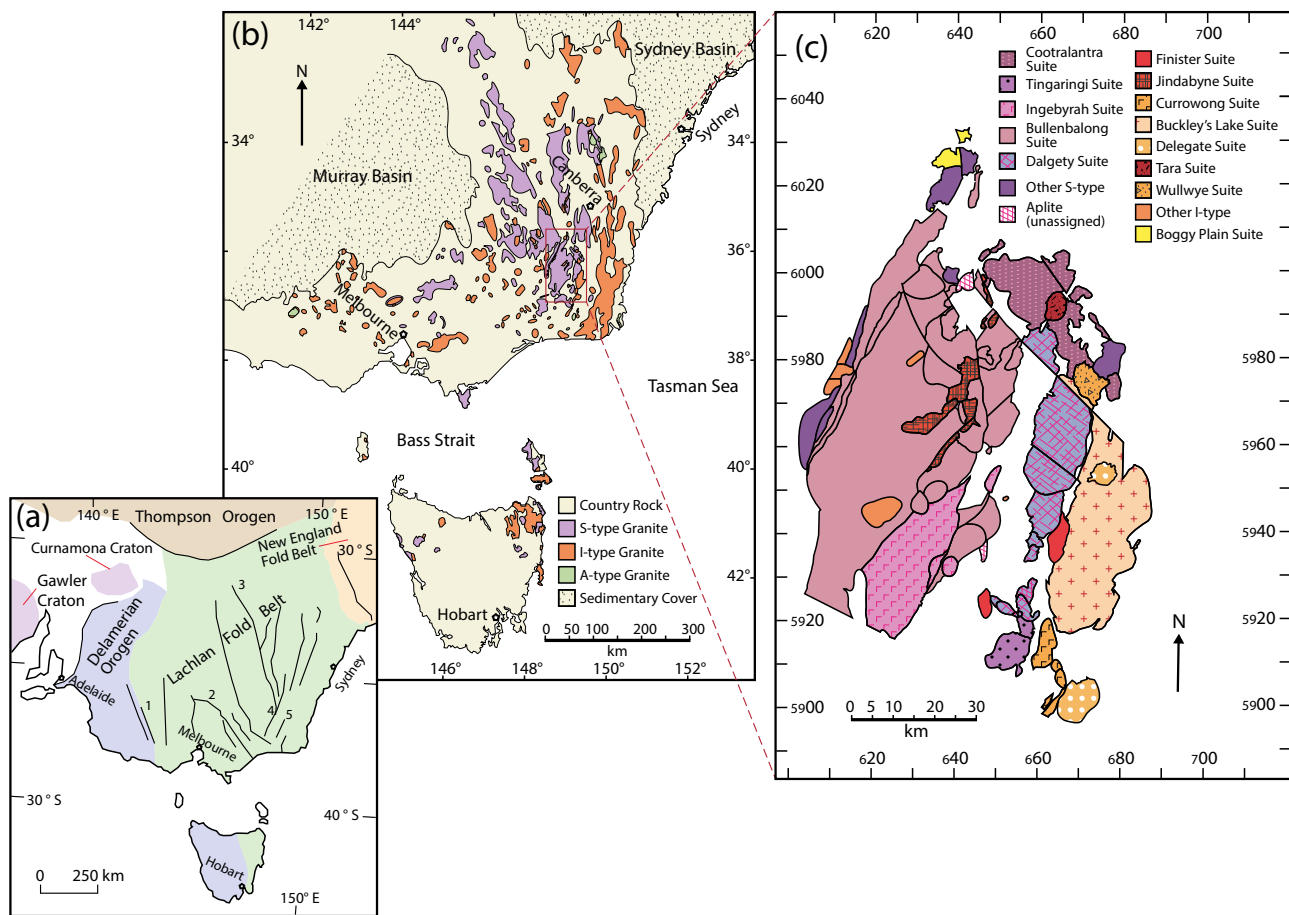 (a)
140° E
150° E
Thompson Orogen
New England
Fold Belt
30° S
Curnamona Craton
Gawler
Craton
Delamerian
Orogen
Lachlan Fold Belt
3
Adelaide
1
2
4
5
Sydney
Melbourne
30° S
40° S
Hobart
0 250 km
150° E
(b)
142° 144°
N
Sydney Basin
Sydney
34°
34°
Murray Basin
Canberra
36°
36°
Melbourne
38°
Tasman Sea
Bass Strait
40°
40°
Country Rock
S-type Granite
I-type Granite
A-type Granite
Sedimentary Cover
42°
Hobart
0 50 100 200 300
km
146° 148° 150° 152°
(c)
620 640 660 680 700
Cootralantra
Suite
Tingaringi Suite
Ingebyrah Suite
Bullenbalong
Suite
Dalgety Suite
Other S-type
Aplite
(unassigned)
Finister Suite
Jindabyne Suite
Currowong Suite
Buckley's Lake Suite
Delegate Suite
Tara Suite
Wullwye Suite
Other I-type
Boggy Plain Suite
6040
6020
6000
5980
5980
5960
5960
5940
5940
5920
5920
5900
5900
N
0 5 10 20 30
km
620 640 660 680 700